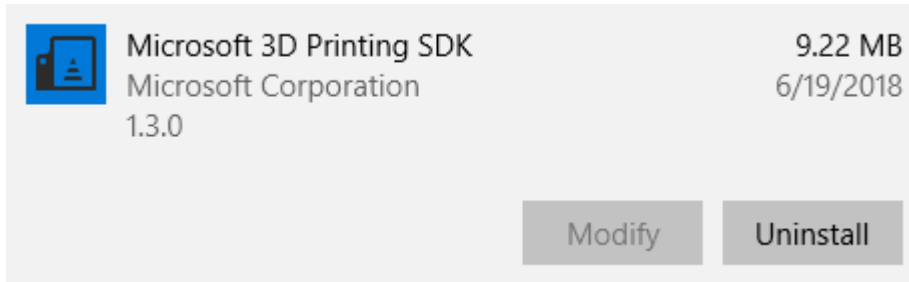 Microsoft 3D Printing SDK 9.22 MB
Microsoft Corporation 6/19/2018
1.3.0
Modify Uninstall